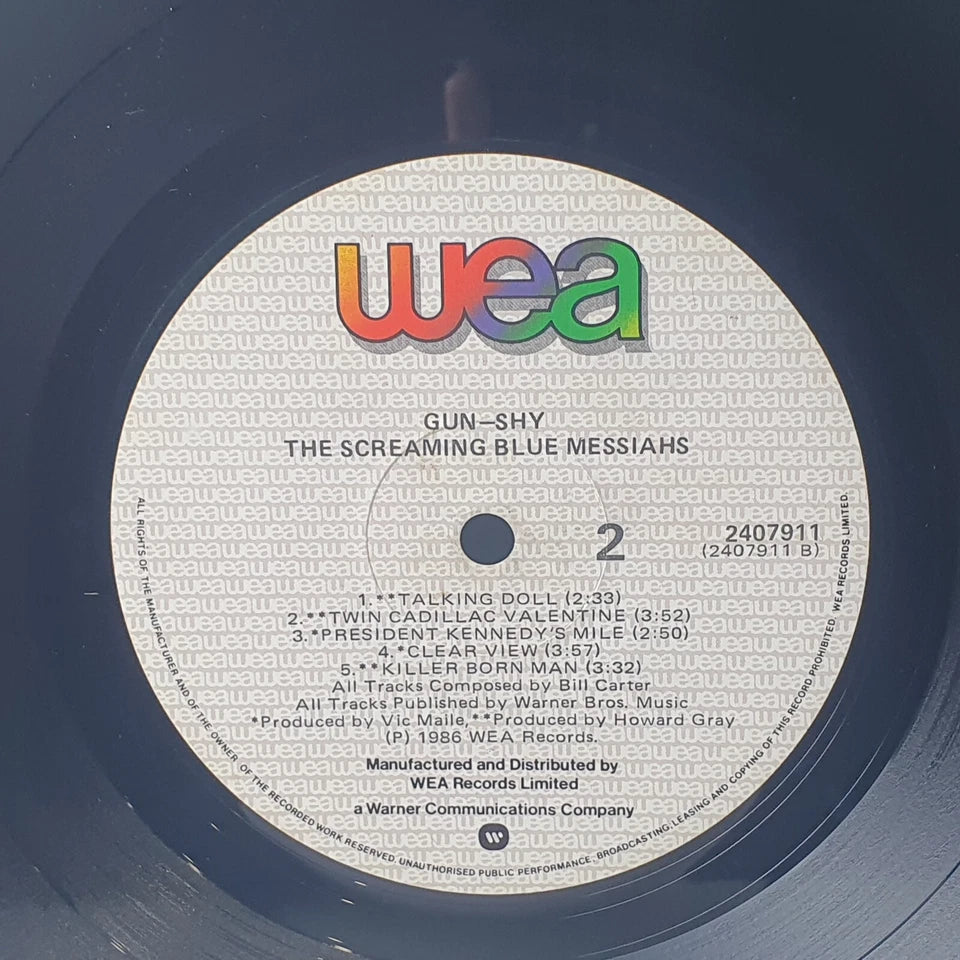 wea
GUN–SHY
THE SCREAMING BLUE MESSIAHS
2
2407911
(2407911 B)
1.**TALKING DOLL (2:33)
2.**TWIN CADILLAC VALENTINE (3:52)
3.*PRESIDENT KENNEDY'S MILE (2:50)
4.*CLEAR VIEW (3:57)
5.**KILLER BORN MAN (3:32)
All Tracks Composed by Bill Carter
All Tracks Published by Warner Bros. Music
*Produced by Vic Maile, **Produced by Howard Gray
(P) 1986 WEA Records.
Manufactured and Distributed by
WEA Records Limited
a Warner Communications Company
ALL RIGHTS OF THE MANUFACTURER AND OF THE OWNER OF THE RECORDED WORK RESERVED. UNAUTHORISED PUBLIC PERFORMANCE, BROADCASTING, LEASING AND COPYING OF THIS RECORD PROHIBITED. WEA RECORDS LIMITED.